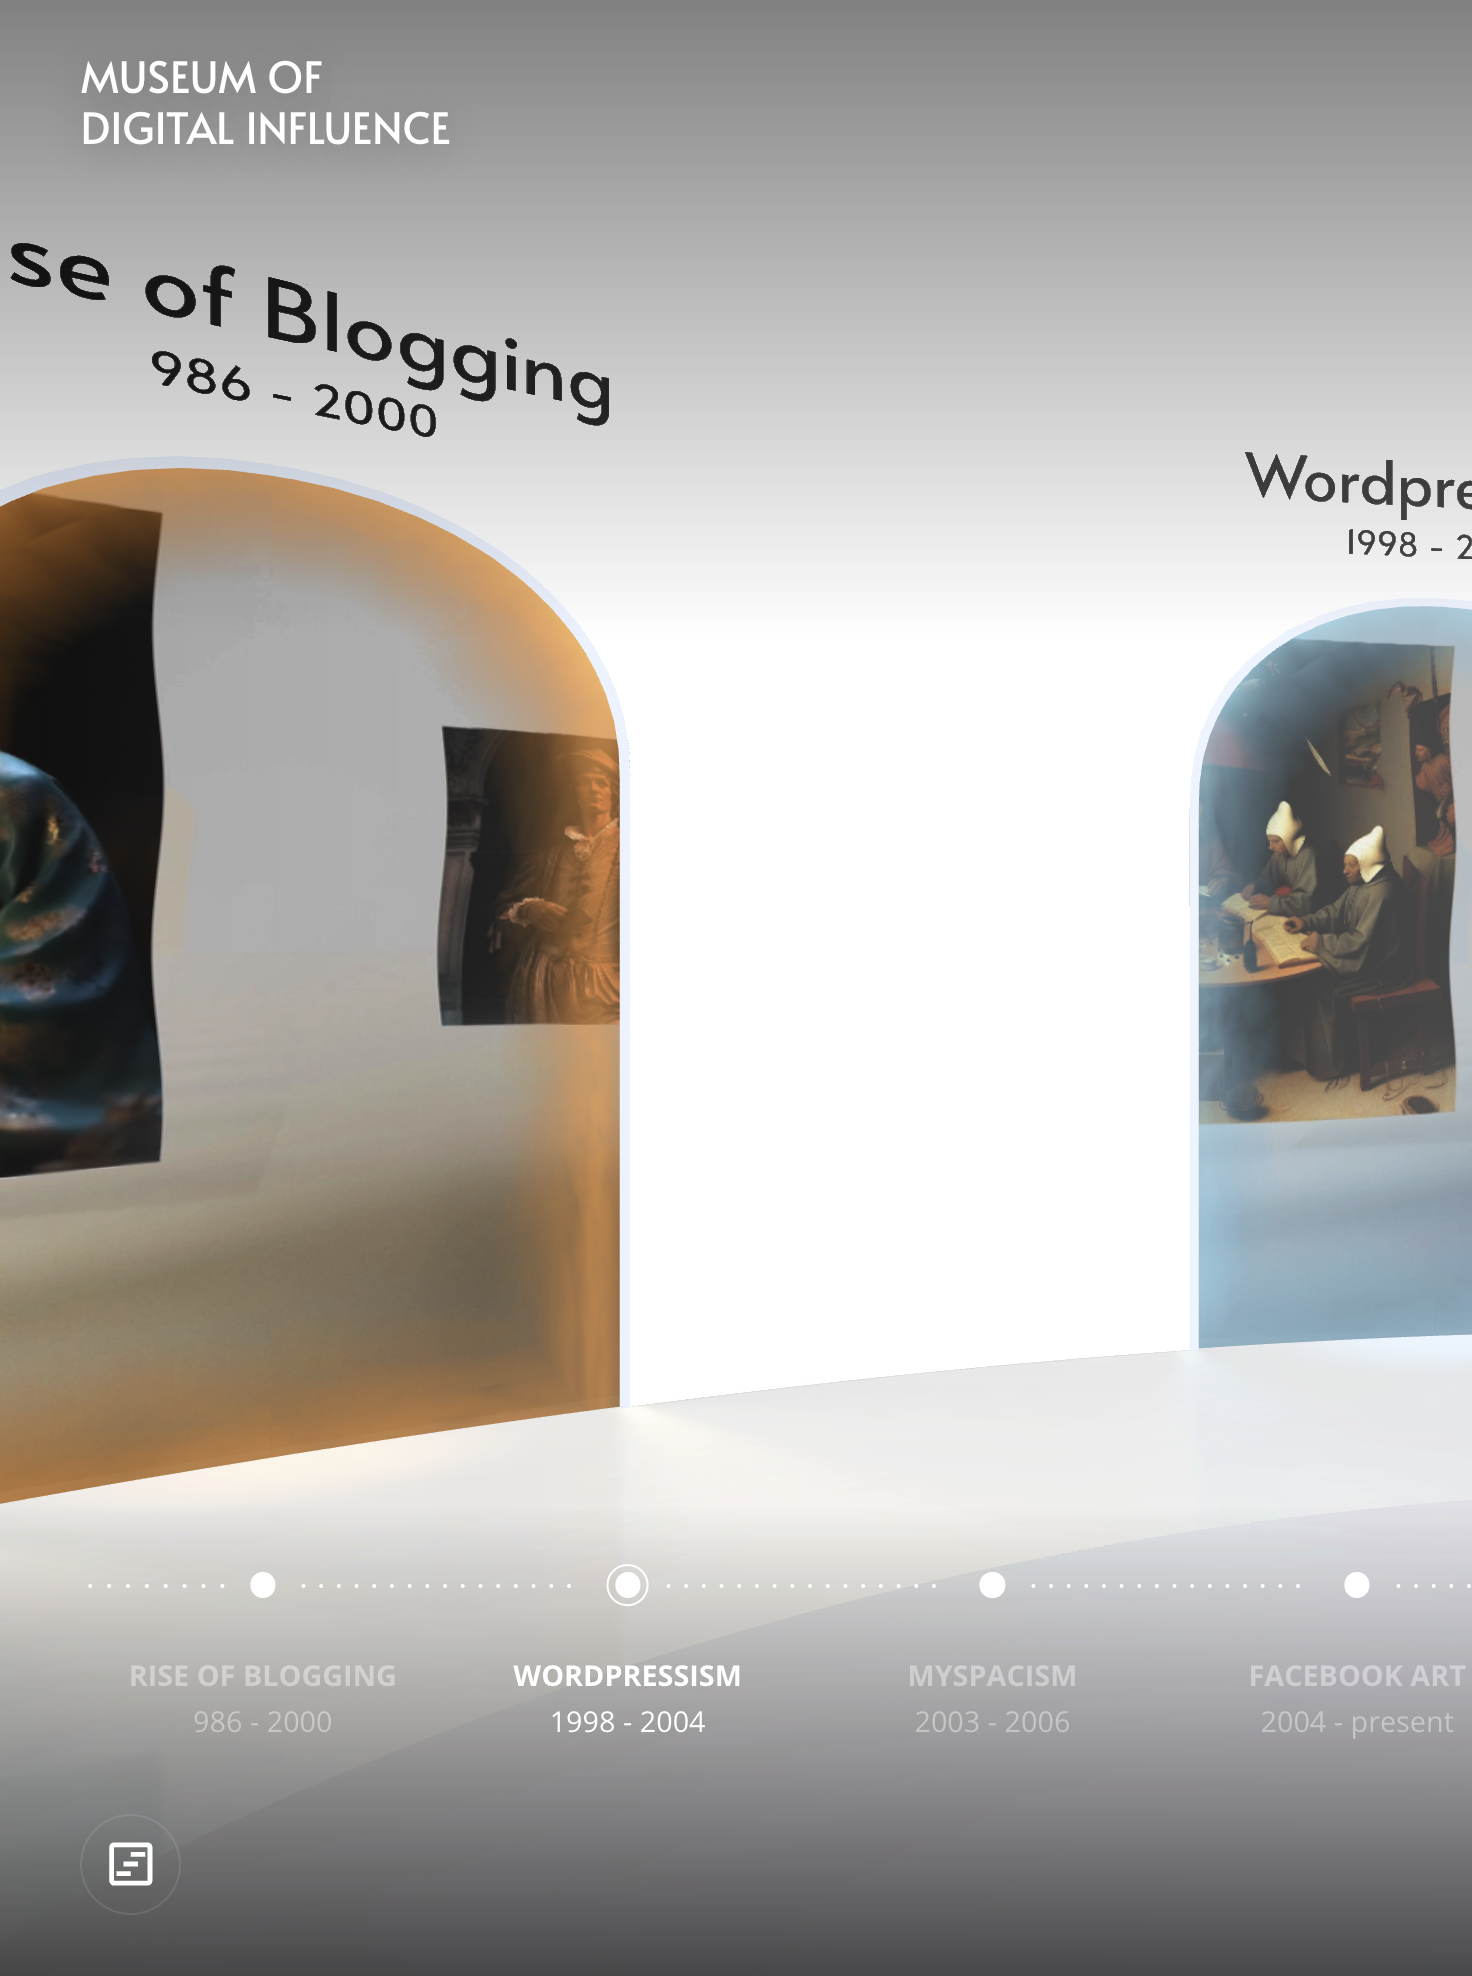 MUSEUM OF
DIGITAL INFLUENCE
se of Blogging
986 - 2000
Wordpre
1998 - 2
RISE OF BLOGGING
986 - 2000
WORDPRESSISM
1998 - 2004
MYSPACISM
2003 - 2006
FACEBOOK ART
2004 - present